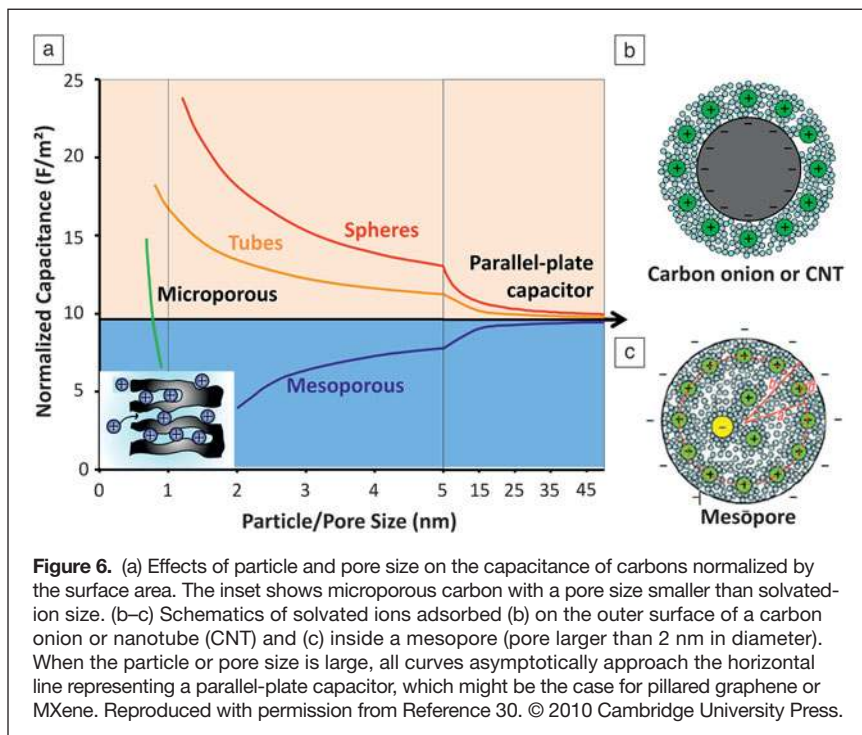 a
25
20
15
10
5
0
Normalized Capacitance (F/m²)
Spheres
Tubes
Microporous
Parallel-plate
capacitor
Mesoporous
0
1
2
3
4
5
15
25
35
45
Particle/Pore Size (nm)
b
Carbon onion or CNT
c
Mesopore
Figure 6. (a) Effects of particle and pore size on the capacitance of carbons normalized by
the surface area. The inset shows microporous carbon with a pore size smaller than solvated-
ion size. (b–c) Schematics of solvated ions adsorbed (b) on the outer surface of a carbon
onion or nanotube (CNT) and (c) inside a mesopore (pore larger than 2 nm in diameter).
When the particle or pore size is large, all curves asymptotically approach the horizontal
line representing a parallel-plate capacitor, which might be the case for pillared graphene or
MXene. Reproduced with permission from Reference 30. © 2010 Cambridge University Press.